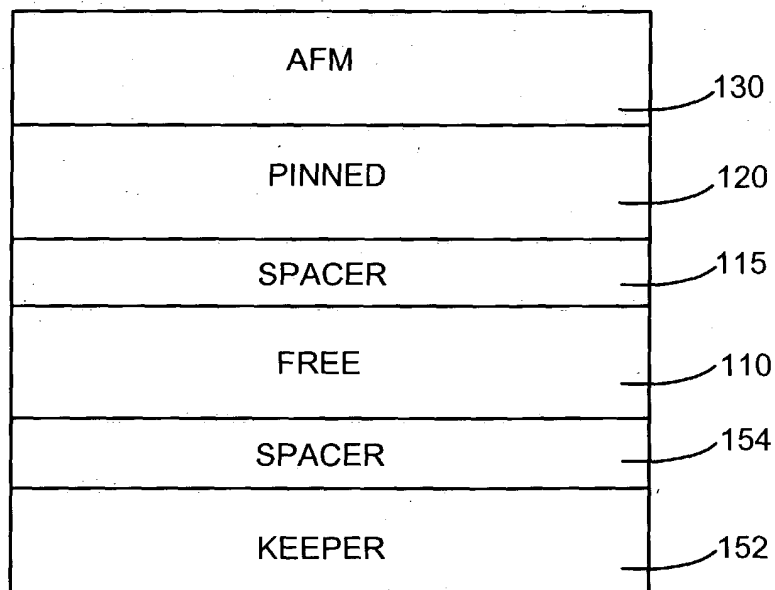 AFM
130
PINNED
120
SPACER
115
FREE
110
SPACER
154
KEEPER
152